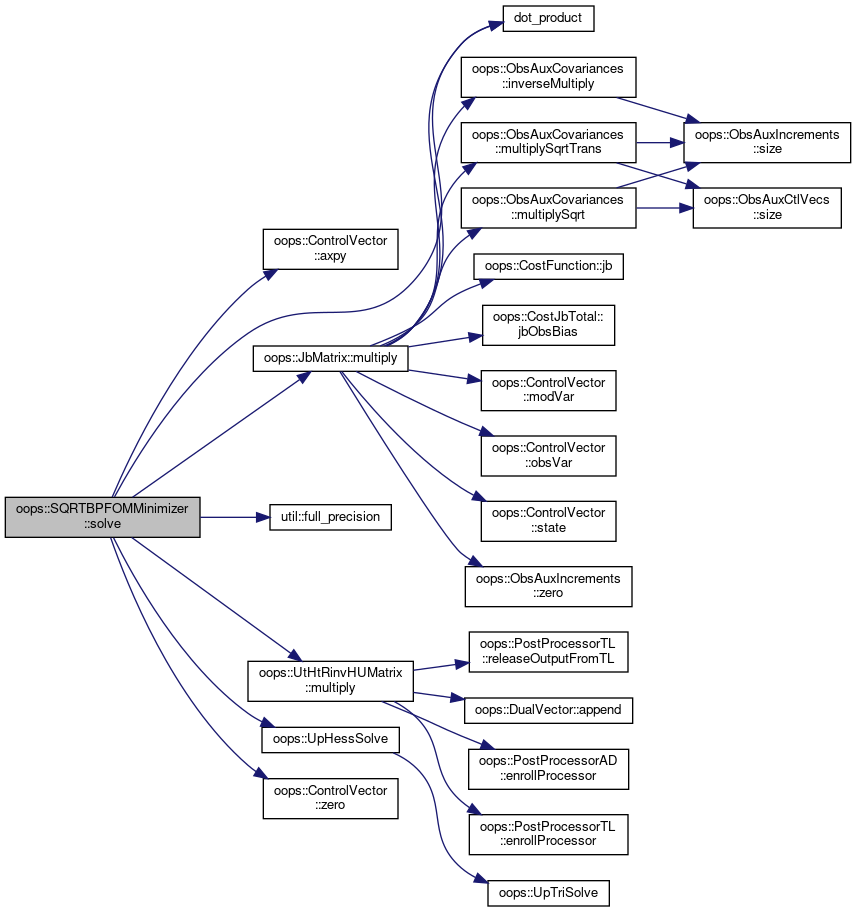 dot_product
oops::ObsAuxCovariances
::inverseMultiply
oops::ObsAuxCovariances
::multiplySqrtTrans
oops::ObsAuxIncrements
::size
oops::ObsAuxCovariances
::multiplySqrt
oops::ObsAuxCtlVecs
::size
oops::ControlVector
::axpy
oops::CostFunction::jb
oops::CostJbTotal::
jbObsBias
oops::JbMatrix::multiply
oops::ControlVector
::modVar
oops::ControlVector
::obsVar
oops::SQRTBPFOMMinimizer
::solve
util::full_precision
oops::ControlVector
::state
oops::ObsAuxIncrements
::zero
oops::PostProcessorTL
::releaseOutputFromTL
oops::UtHtRinvHUMatrix
::multiply
oops::DualVector::append
oops::UpHessSolve
oops::PostProcessorAD
::enrollProcessor
oops::ControlVector
::zero
oops::PostProcessorTL
::enrollProcessor
oops::UpTriSolve